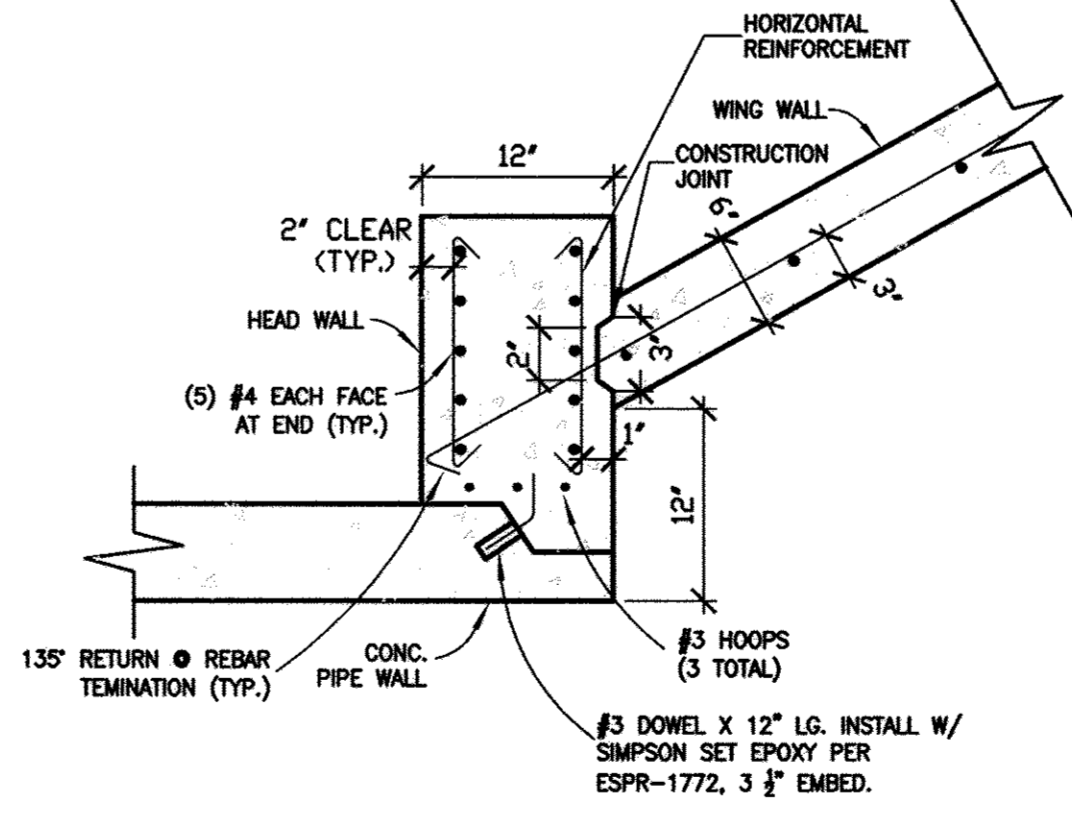 HORIZONTAL
REINFORCEMENT
WING WALL
CONSTRUCTION
JOINT
12"
2" CLEAR
(TYP.)
6"
3"
HEAD WALL
2"
3"
(5) #4 EACH FACE
AT END (TYP.)
1"
12"
135° RETURN @ REBAR
TEMINATION (TYP.)
CONC.
PIPE WALL
#3 HOOPS
(3 TOTAL)
#3 DOWEL X 12" LG. INSTALL W/
SIMPSON SET EPOXY PER
ESPR-1772, 3 ½" EMBED.